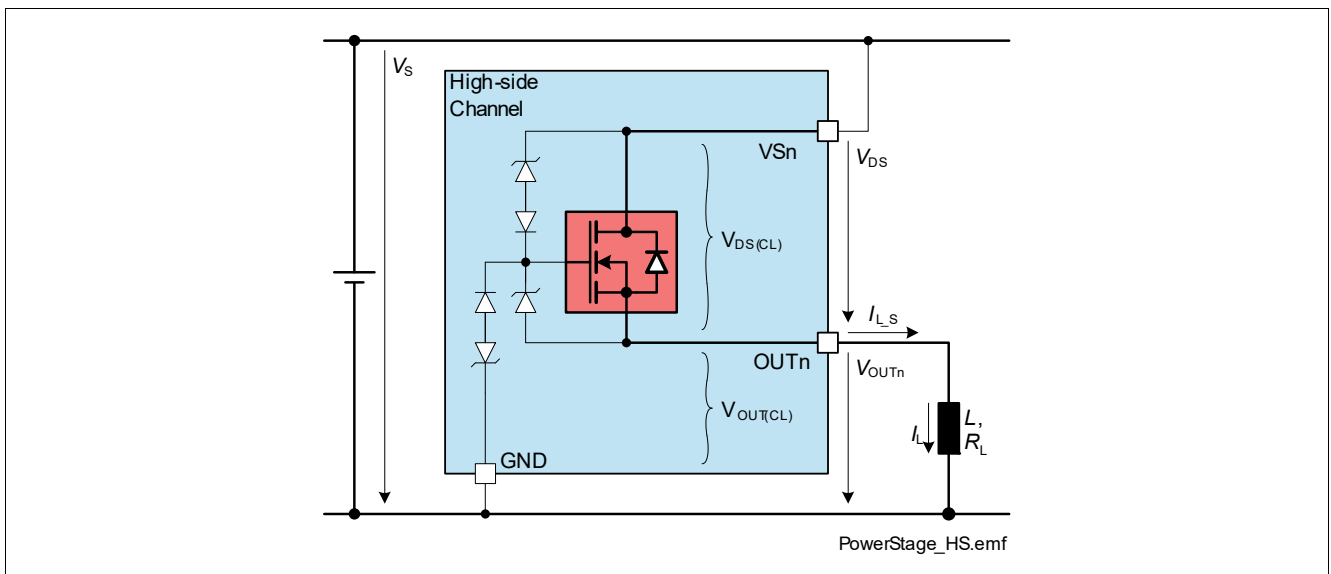 VS
High-side
Channel
VSn
VDS
VDS(CL)
IL_S
OUTn
VOUTn
VOUT(CL)
IL
L,
RL
GND
PowerStage_HS.emf